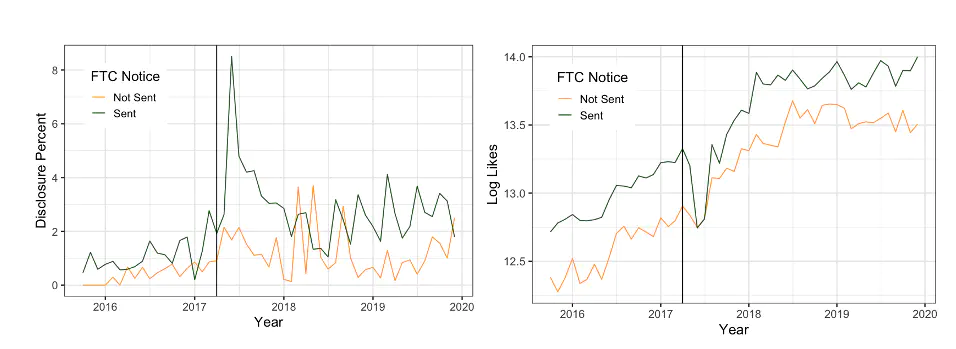 FTC Notice
Not Sent
Sent
Disclosure Percent
8
6
4
2
0
2016
2017
2018
2019
2020
Year
FTC Notice
Not Sent
Sent
Log Likes
14.0
13.5
13.0
12.5
2016
2017
2018
2019
2020
Year